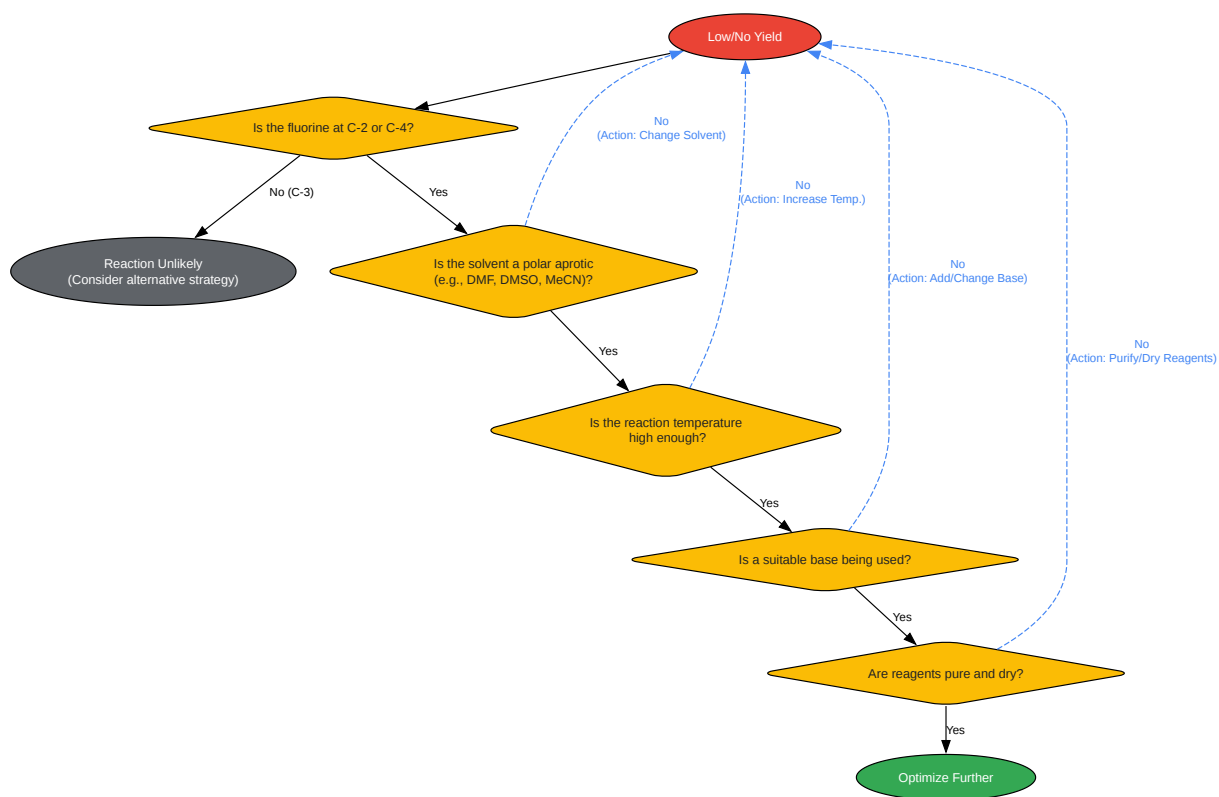 Low/No Yield
Is the fluorine at C-2 or C-4?
No
(Action: Change Solvent)
No (C-3)
Yes
No
(Action: Increase Temp.)
Reaction Unlikely
(Consider alternative strategy)
Is the solvent a polar aprotic
(e.g., DMF, DMSO, MeCN)?
No
(Action: Add/Change Base)
Yes
No
(Action: Purify/Dry Reagents)
Is the reaction temperature
high enough?
Yes
Is a suitable base being used?
Yes
Are reagents pure and dry?
Yes
Optimize Further